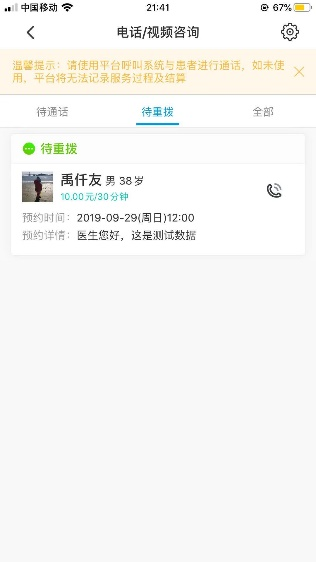 中国移动 21:41 67%
电话/视频咨询
温馨提示：请使用平台呼叫系统与患者进行通话，如未使
用，平台将无法记录服务过程及结算
待通话 待重拨 全部
待重拨
禹仟友 男 38岁
10.00元/30分钟
预约时间：2019-09-29(周日)12:00
预约详情：医生您好，这是测试数据